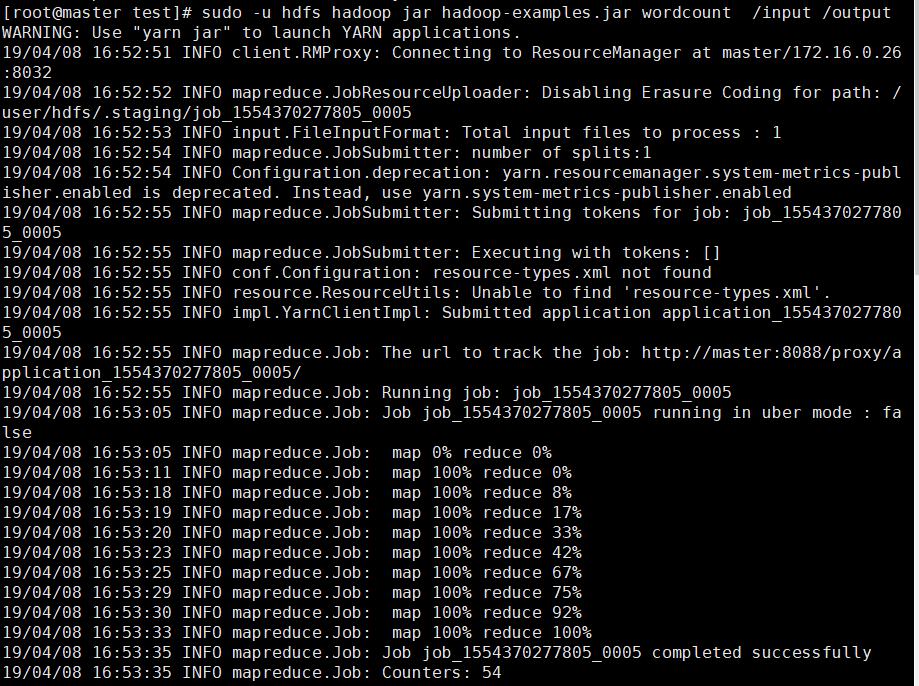 [root@master test]# sudo -u hdfs hadoop jar hadoop-examples.jar wordcount  /input /output
WARNING: Use "yarn jar" to launch YARN applications.
19/04/08 16:52:51 INFO client.RMProxy: Connecting to ResourceManager at master/172.16.0.26
:8032
19/04/08 16:52:52 INFO mapreduce.JobResourceUploader: Disabling Erasure Coding for path: /
user/hdfs/.staging/job_1554370277805_0005
19/04/08 16:52:53 INFO input.FileInputFormat: Total input files to process : 1
19/04/08 16:52:54 INFO mapreduce.JobSubmitter: number of splits:1
19/04/08 16:52:54 INFO Configuration.deprecation: yarn.resourcemanager.system-metrics-publ
isher.enabled is deprecated. Instead, use yarn.system-metrics-publisher.enabled
19/04/08 16:52:55 INFO mapreduce.JobSubmitter: Submitting tokens for job: job_155437027780
5_0005
19/04/08 16:52:55 INFO mapreduce.JobSubmitter: Executing with tokens: []
19/04/08 16:52:55 INFO conf.Configuration: resource-types.xml not found
19/04/08 16:52:55 INFO resource.ResourceUtils: Unable to find 'resource-types.xml'.
19/04/08 16:52:55 INFO impl.YarnClientImpl: Submitted application application_155437027780
5_0005
19/04/08 16:52:55 INFO mapreduce.Job: The url to track the job: http://master:8088/proxy/a
pplication_1554370277805_0005/
19/04/08 16:52:55 INFO mapreduce.Job: Running job: job_1554370277805_0005
19/04/08 16:53:05 INFO mapreduce.Job: Job job_1554370277805_0005 running in uber mode : fa
lse
19/04/08 16:53:05 INFO mapreduce.Job:  map 0% reduce 0%
19/04/08 16:53:11 INFO mapreduce.Job:  map 100% reduce 0%
19/04/08 16:53:18 INFO mapreduce.Job:  map 100% reduce 8%
19/04/08 16:53:19 INFO mapreduce.Job:  map 100% reduce 17%
19/04/08 16:53:20 INFO mapreduce.Job:  map 100% reduce 33%
19/04/08 16:53:23 INFO mapreduce.Job:  map 100% reduce 42%
19/04/08 16:53:25 INFO mapreduce.Job:  map 100% reduce 67%
19/04/08 16:53:29 INFO mapreduce.Job:  map 100% reduce 75%
19/04/08 16:53:30 INFO mapreduce.Job:  map 100% reduce 92%
19/04/08 16:53:33 INFO mapreduce.Job:  map 100% reduce 100%
19/04/08 16:53:35 INFO mapreduce.Job: Job job_1554370277805_0005 completed successfully
19/04/08 16:53:35 INFO mapreduce.Job: Counters: 54